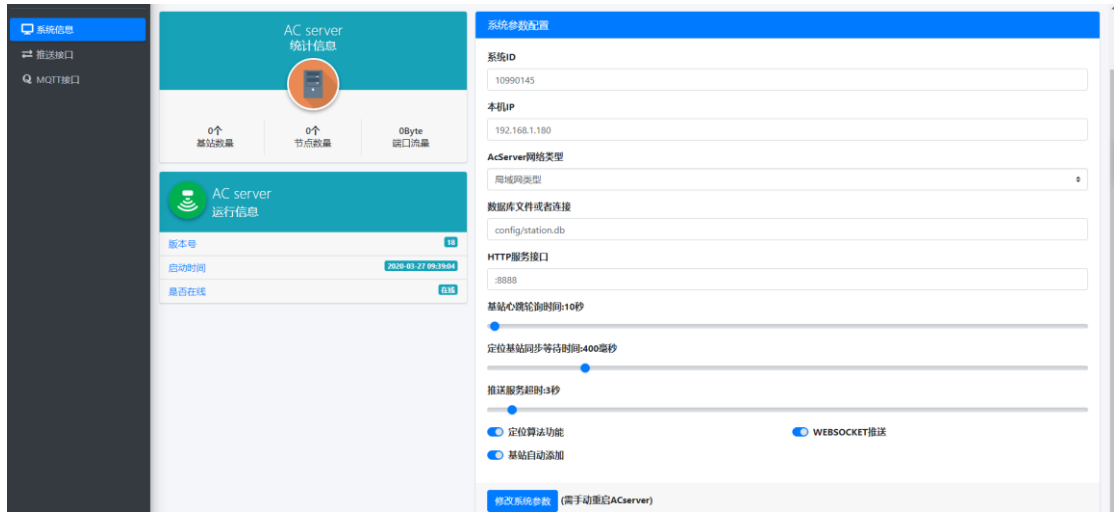 系统信息
推送接口
MQTT接口
AC server
统计信息
0个
基站数量
0个
节点数量
0Byte
端口流量
AC server
运行信息
版本号
18
启动时间
2020-03-27 09:39:04
是否在线
在线
系统参数配置
系统ID
10990145
本机IP
192.168.1.180
AcServer网络类型
局域网类型
数据库文件或者连接
config/station.db
HTTP服务接口
:8888
基站心跳轮询时间:10秒
定位基站同步等待时间:400毫秒
推送服务超时:3秒
定位算法功能
WEBSOCKET推送
基站自动添加
修改系统参数 (需手动重启ACserver)